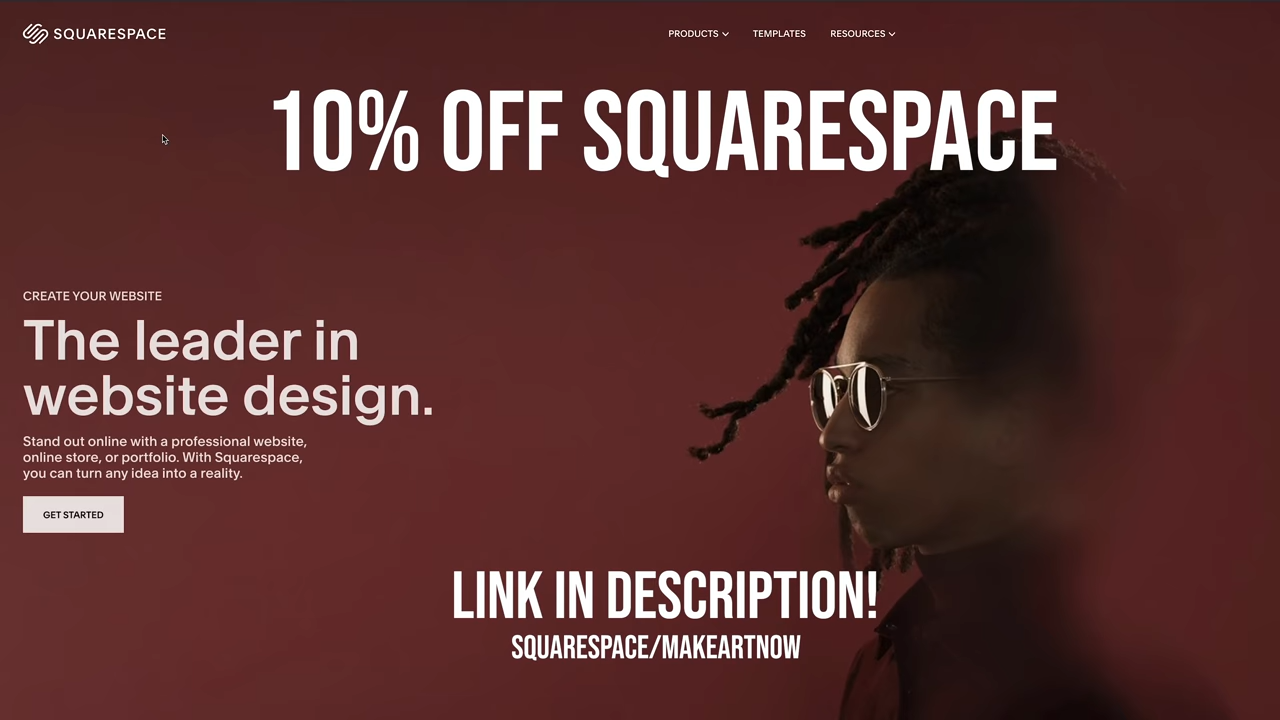 SQUARESPACE
PRODUCTS
TEMPLATES
RESOURCES
10% OFF SQUARESPACE
CREATE YOUR WEBSITE
The leader in
website design.
Stand out online with a professional website,
online store, or portfolio. With Squarespace,
you can turn any idea into a reality.
GET STARTED
LINK IN DESCRIPTION!
SQUARESPACE/MAKEARTNOW